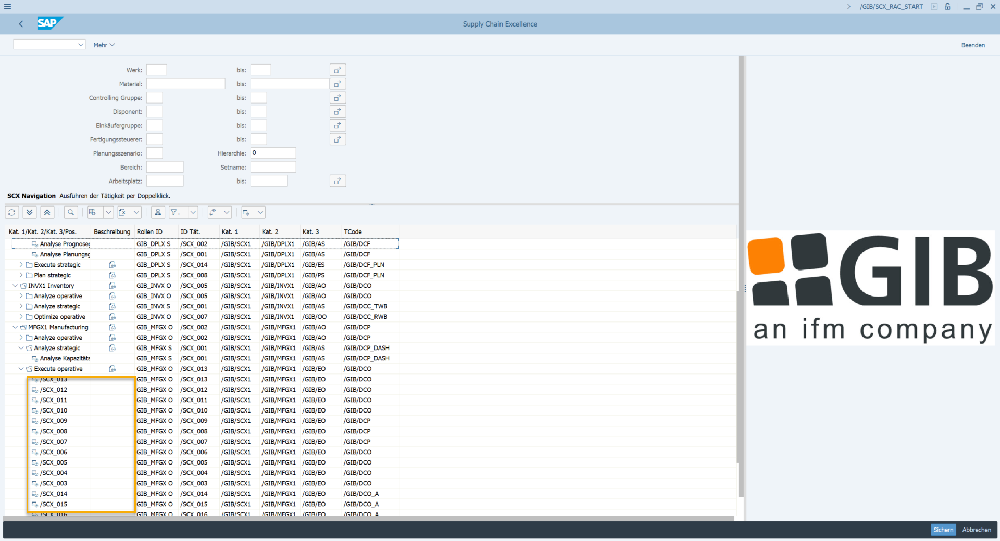 /GIB/SCX_RAC_START
SAP
Supply Chain Excellence
Mehr
Beenden
Werk: bis:
Material: bis:
Controlling Gruppe: bis:
Disponent: bis:
Einkäufergruppe: bis:
Fertigungssteuerer: bis:
Planungsszenario: Hierarchie: 0
Bereich: Setname:
Arbeitsplatz: bis:
SCX Navigation Ausführen der Tätigkeit per Doppelklick.
Kat. 1/Kat. 2/Kat. 3/Pos. Beschreibung Rollen ID ID Tät. Kat. 1 Kat. 2 Kat. 3 TCode
Analyse Prognoseg GIB_DPLX S /SCX_002 /GIB/SCX1 /GIB/DPLX1 /GIB/AS /GIB/DCF
Analyse Planungsg GIB_DPLX S /SCX_001 /GIB/SCX1 /GIB/DPLX1 /GIB/AS /GIB/DCF
Execute strategic GIB_DPLX S /SCX_014 /GIB/SCX1 /GIB/DPLX1 /GIB/ES /GIB/DCF_PLN
Plan strategic GIB_DPLX S /SCX_008 /GIB/SCX1 /GIB/DPLX1 /GIB/PS /GIB/DCF_PLN
INVX1 Inventory GIB_INVX O /SCX_005 /GIB/SCX1 /GIB/INVX1 /GIB/AO /GIB/DCO
Analyze operative GIB_INVX O /SCX_005 /GIB/SCX1 /GIB/INVX1 /GIB/AO /GIB/DCO
Analyze strategic GIB_INVX S /SCX_001 /GIB/SCX1 /GIB/INVX1 /GIB/AS /GIB/DCC_TWB
Optimize operative GIB_INVX O /SCX_007 /GIB/SCX1 /GIB/INVX1 /GIB/OO /GIB/DCC_RWB
MFGX1 Manufacturing GIB_MFGX O /SCX_002 /GIB/SCX1 /GIB/MFGX1 /GIB/AO /GIB/DCP
Analyze operative GIB_MFGX O /SCX_002 /GIB/SCX1 /GIB/MFGX1 /GIB/AO /GIB/DCP
Analyze strategic GIB_MFGX S /SCX_001 /GIB/SCX1 /GIB/MFGX1 /GIB/AS /GIB/DCP_DASH
Analyse Kapazitäts GIB_MFGX S /SCX_001 /GIB/SCX1 /GIB/MFGX1 /GIB/AS /GIB/DCP_DASH
Execute operative GIB_MFGX O /SCX_013 /GIB/SCX1 /GIB/MFGX1 /GIB/EO /GIB/DCO
/SCX_013 GIB_MFGX O /SCX_013 /GIB/SCX1 /GIB/MFGX1 /GIB/EO /GIB/DCO
/SCX_012 GIB_MFGX O /SCX_012 /GIB/SCX1 /GIB/MFGX1 /GIB/EO /GIB/DCO
/SCX_011 GIB_MFGX O /SCX_011 /GIB/SCX1 /GIB/MFGX1 /GIB/EO /GIB/DCO
/SCX_010 GIB_MFGX O /SCX_010 /GIB/SCX1 /GIB/MFGX1 /GIB/EO /GIB/DCO
/SCX_009 GIB_MFGX O /SCX_009 /GIB/SCX1 /GIB/MFGX1 /GIB/EO /GIB/DCP
/SCX_008 GIB_MFGX O /SCX_008 /GIB/SCX1 /GIB/MFGX1 /GIB/EO /GIB/DCP
/SCX_007 GIB_MFGX O /SCX_007 /GIB/SCX1 /GIB/MFGX1 /GIB/EO /GIB/DCP
/SCX_006 GIB_MFGX O /SCX_006 /GIB/SCX1 /GIB/MFGX1 /GIB/EO /GIB/DCO
/SCX_005 GIB_MFGX O /SCX_005 /GIB/SCX1 /GIB/MFGX1 /GIB/EO /GIB/DCO
/SCX_004 GIB_MFGX O /SCX_004 /GIB/SCX1 /GIB/MFGX1 /GIB/EO /GIB/DCO
/SCX_003 GIB_MFGX O /SCX_003 /GIB/SCX1 /GIB/MFGX1 /GIB/EO /GIB/DCO
/SCX_014 GIB_MFGX O /SCX_014 /GIB/SCX1 /GIB/MFGX1 /GIB/EO /GIB/DCO_A
/SCX_015 GIB_MFGX O /SCX_015 /GIB/SCX1 /GIB/MFGX1 /GIB/EO /GIB/DCO_A
/SCX_016 GIB_MFGX O /SCX_016 /GIB/SCX1 /GIB/MFGX1 /GIB/EO /GIB/DCO_A
GIB
an ifm company
Sichern Abbrechen